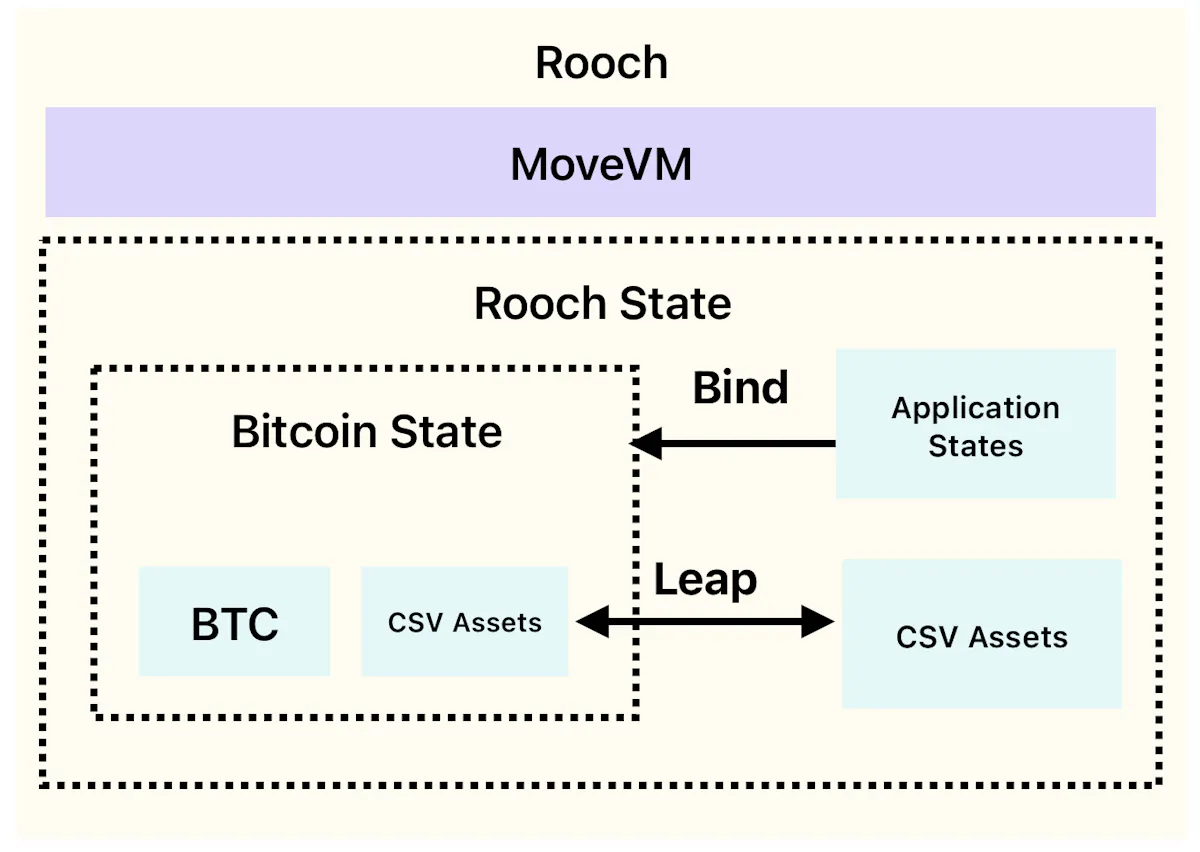 Rooch
MoveVM
Rooch State
Bitcoin State
Bind
Application
States
BTC
CSV Assets
Leap
CSV Assets